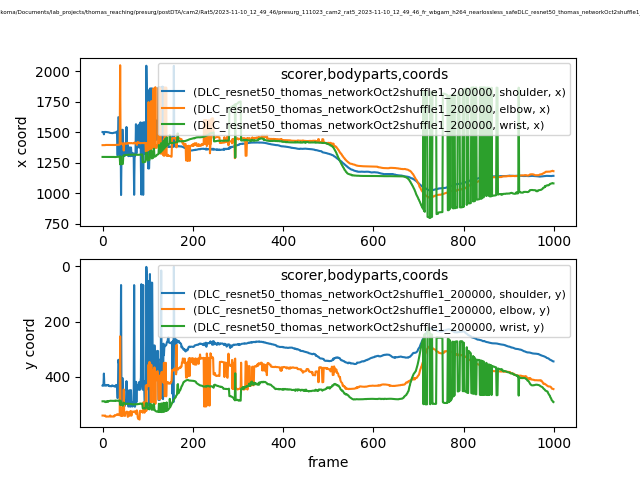 koma/Documents/lab_projects/thomas_reaching/presurg/postDTA/cam2/Rat5/2023-11-10_12_49_46/presurg_111023_cam2_rat5_2023-11-10_12_49_46_fr_wbgam_h264_nearlossless_safeDLC_resnet50_thomas_networkOct2shuffle1_
2000
1750
1500
1250
1000
750
x coord
scorer,bodyparts,coords
(DLC_resnet50_thomas_networkOct2shuffle1_200000, shoulder, x)
(DLC_resnet50_thomas_networkOct2shuffle1_200000, elbow, x)
(DLC_resnet50_thomas_networkOct2shuffle1_200000, wrist, x)
0 200 400 600 800 1000
0
200
400
y coord
scorer,bodyparts,coords
(DLC_resnet50_thomas_networkOct2shuffle1_200000, shoulder, y)
(DLC_resnet50_thomas_networkOct2shuffle1_200000, elbow, y)
(DLC_resnet50_thomas_networkOct2shuffle1_200000, wrist, y)
0 200 400 600 800 1000
frame